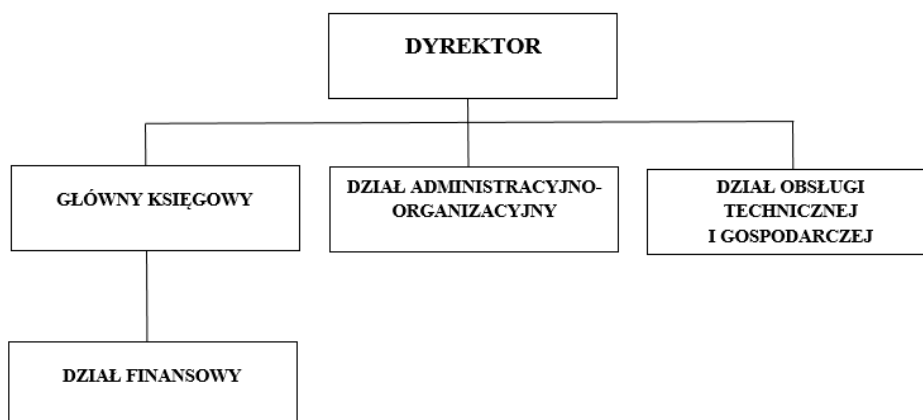 DYREKTOR
GŁÓWNY KSIĘGOWY
DZIAŁ ADMINISTRACYJNO-
ORGANIZACYJNY
DZIAŁ OBSŁUGI
TECHNICZNEJ
I GOSPODARCZEJ
DZIAŁ FINANSOWY